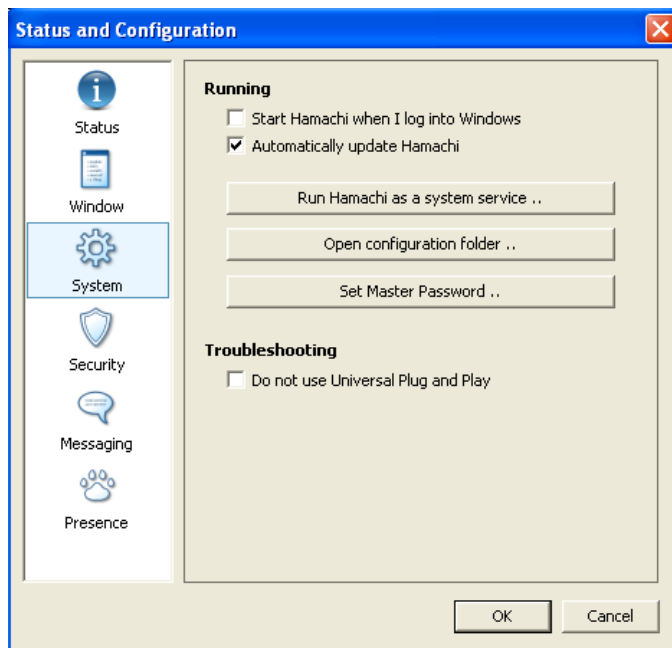 Status and Configuration
Status
Window
System
Security
Messaging
Presence
Running
Start Hamachi when I log into Windows
Automatically update Hamachi
Run Hamachi as a system service ..
Open configuration folder ..
Set Master Password ..
Troubleshooting
Do not use Universal Plug and Play
OK
Cancel